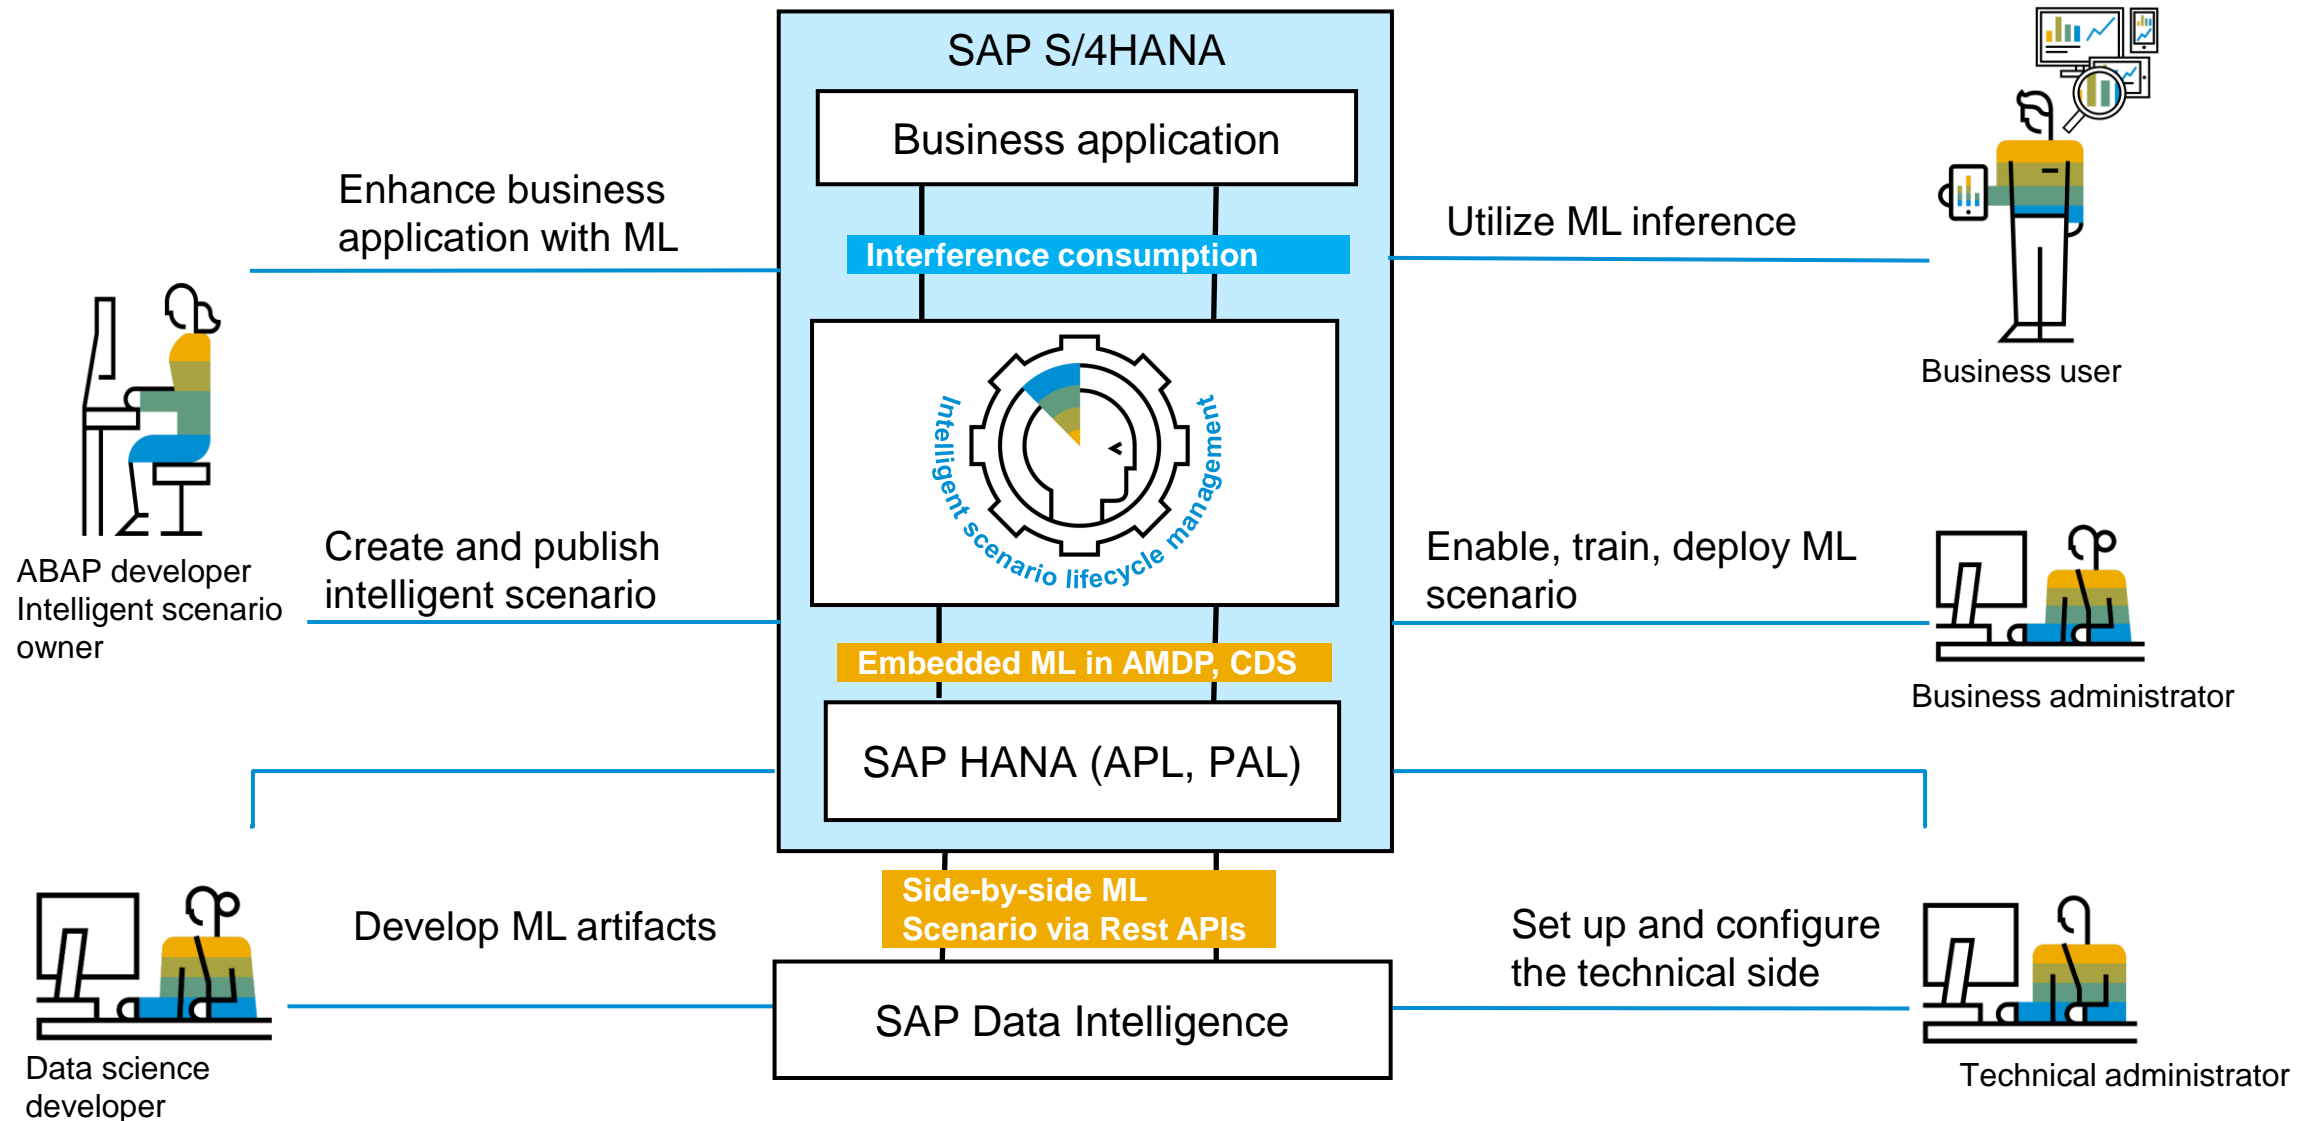 SAP S/4HANA
Business application
Enhance business
application with ML
Utilize ML inference
Interference consumption
Business user
Intelligent scenario lifecycle management
ABAP developer
Intelligent scenario
owner
Create and publish
intelligent scenario
Enable, train, deploy ML
scenario
Embedded ML in AMDP, CDS
Business administrator
SAP HANA (APL, PAL)
Side-by-side ML
Scenario via Rest APIs
Develop ML artifacts
Set up and configure
the technical side
SAP Data Intelligence
Data science
developer
Technical administrator